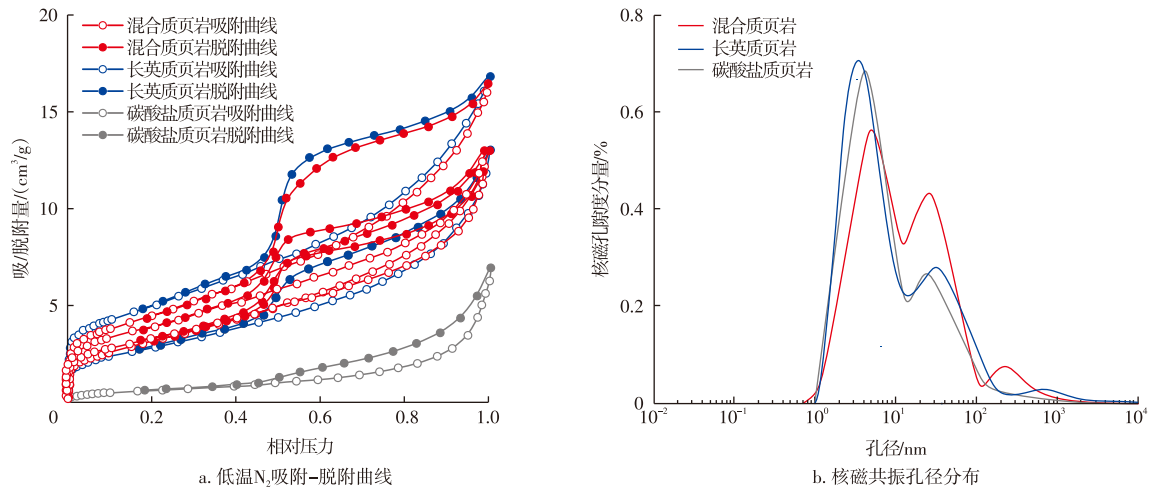 20
15
10
5
0
0.2
0.4
0.6
0.8
1.0
吸/脱附量/(cm³/g)
相对压力
混合质页岩吸附曲线
混合质页岩脱附曲线
长英质页岩吸附曲线
长英质页岩脱附曲线
碳酸盐质页岩吸附曲线
碳酸盐质页岩脱附曲线
a. 低温N₂吸附-脱附曲线
0.8
0.6
0.4
0.2
0
10⁻²
10⁻¹
10⁰
10¹
10²
10³
10⁴
核磁孔隙度分量/%
孔径/nm
混合质页岩
长英质页岩
碳酸盐质页岩
b. 核磁共振孔径分布